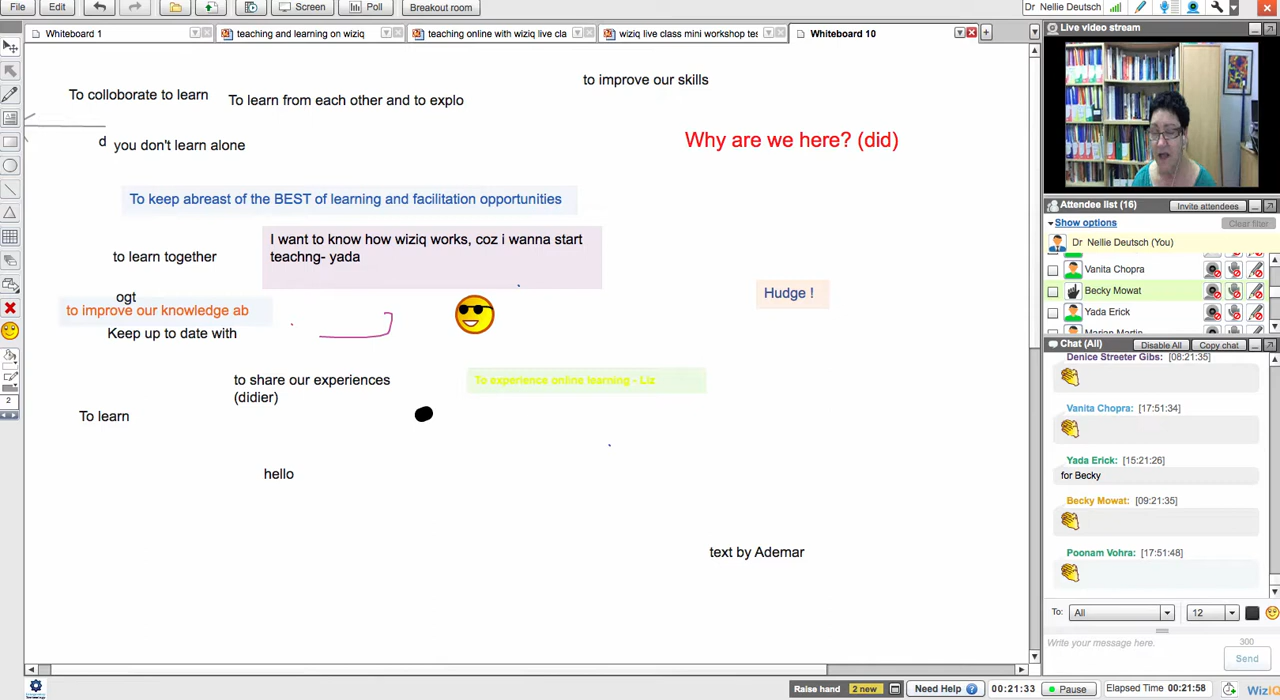 File Edit Screen Poll Breakout room Dr Nellie Deutsch
Whiteboard 1 teaching and learning on wiziq teaching online with wiziq live cla wiziq live class mini workshop tes Whiteboard 10
to improve our skills
To colloborate to learn To learn from each other and to explo
Why are we here? (did)
d you don't learn alone
To keep abreast of the BEST of learning and facilitation opportunities
I want to know how wiziq works, coz i wanna start
teachng- yada
to learn together
Hudge !
ogt
to improve our knowledge ab
Keep up to date with
to share our experiences
(didier)
To experience online learning - Liz
To learn
hello
text by Ademar
2
Live video stream
Attendee list (16) Invite attendees
Show options Clear filter
Dr Nellie Deutsch (You)
Vanita Chopra
Becky Mowat
Yada Erick
Marian Martin
Chat (All) Disable All Copy chat
Denice Streeter Gibs: [08:21:35]
Vanita Chopra: [17:51:34]
Yada Erick: [15:21:26]
for Becky
Becky Mowat: [09:21:35]
Poonam Vohra: [17:51:48]
To: All 12
Write your message here. 300
Send
Raise hand 2 new Need Help ? 00:21:33 Pause Elapsed Time 00:21:58 WizIQ